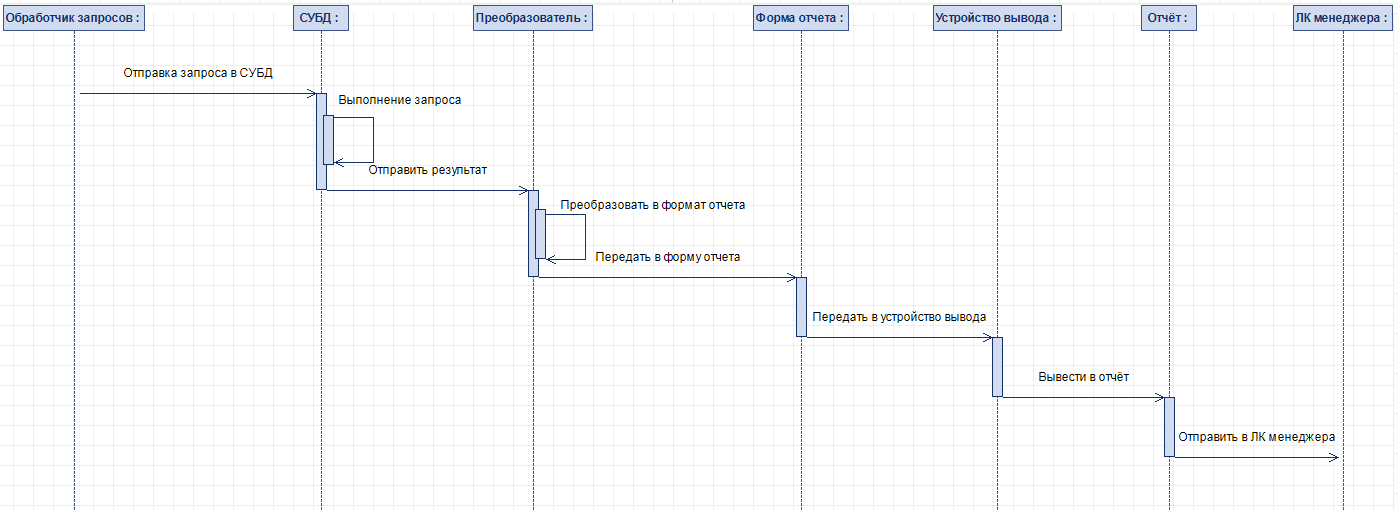 Обработчик запросов :
СУБД :
Преобразователь :
Форма отчета :
Устройство вывода :
Отчёт :
ЛК менеджера :
Отправка запроса в СУБД
Выполнение запроса
Отправить результат
Преобразовать в формат отчета
Передать в форму отчета
Передать в устройство вывода
Вывести в отчёт
Отправить в ЛК менеджера